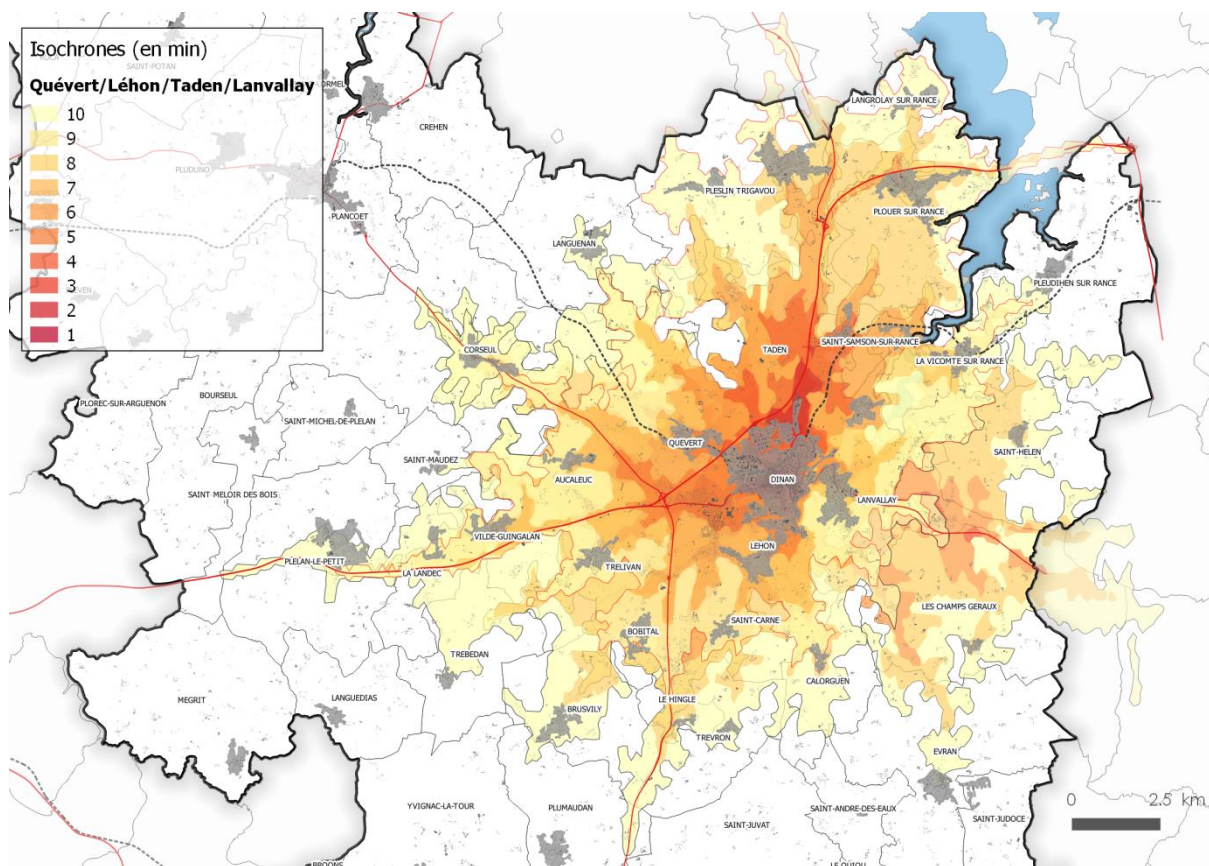 Isochrones (en min)
Quévert/Léhon/Taden/Lanvallay
10
9
8
7
6
5
4
3
2
1
SAINT-POTAN
CREHEN
PLUDUNO
PLANCOET
LANGROLAY SUR RANCE
PLESLIN TRIGAVOU
PLOUER SUR RANCE
LANGUENAN
PLEUDIHEN SUR RANCE
TADEN
SAINT-SAMSON-SUR-RANCE
CORSEUL
LA VICOMTE SUR RANCE
PLOREC-SUR-ARGUENON
BOURSEUL
SAINT-MICHEL-DE-PLELAN
QUEVERT
SAINT-HELEN
SAINT-MAUDEZ
AUCALEUC
DINAN
SAINT MELOIR DES BOIS
LANVALLAY
VILDE-GUINGALAN
LEHON
PLELAN-LE-PETIT
LA LANDEC
TRELIVAN
LES CHAMPS GERAUX
SAINT-CARNE
BOBITAL
TREBEDAN
CALORGUEN
MEGRIT
LANGUEDIAS
LE HINGLE
BRUSVILY
TREVRON
EVRAN
YVIGNAC-LA-TOUR
PLUMAUDAN
SAINT-ANDRE-DES-EAUX
SAINT-JUVAT
SAINT-JUDOCE
BROONS
LE QUIOU
0 2.5 km